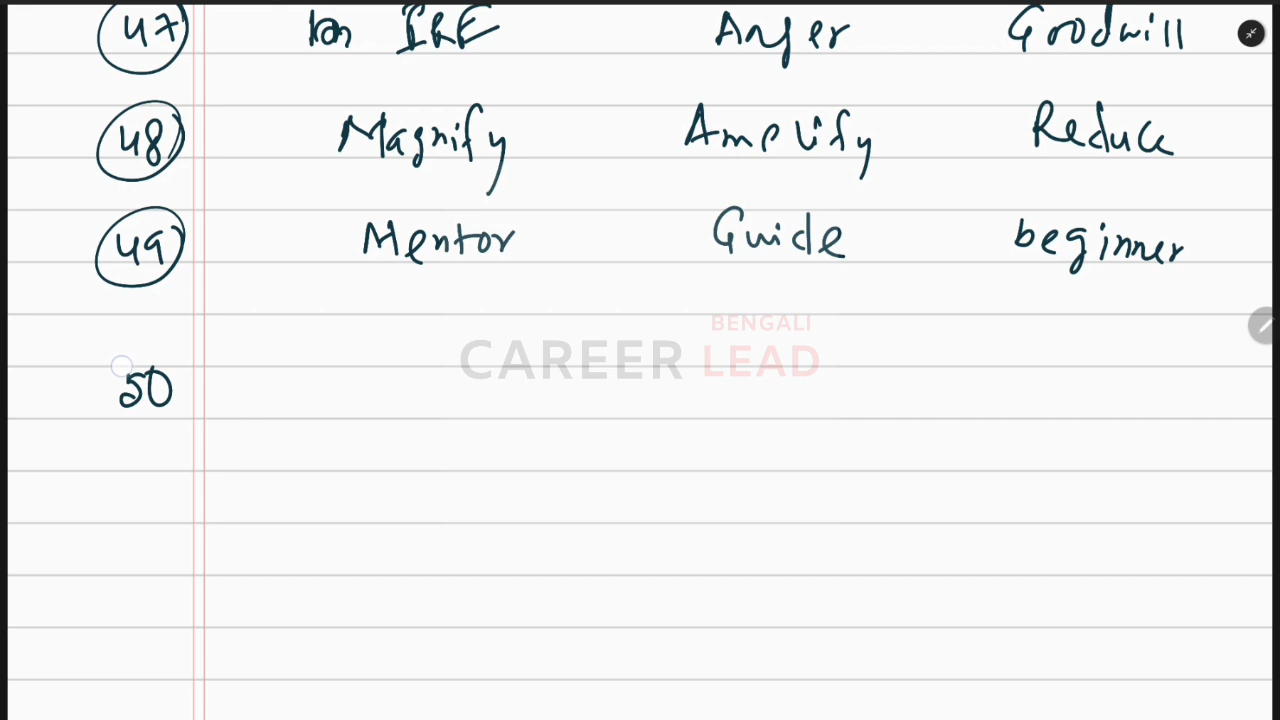 47 IRE Anger Goodwill
48 Magnify Amplify Reduce
49 Mentor Guide beginner
BENGALI
CAREER LEAD
50